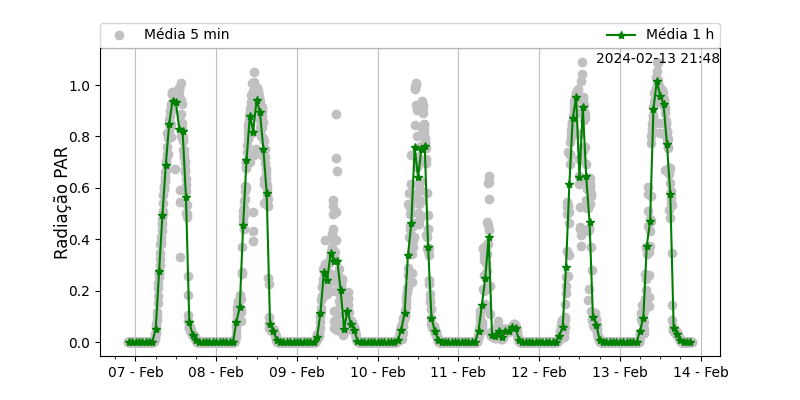 Média 5 min
Média 1 h
2024-02-13 21:48
Radiação PAR
1.0
0.8
0.6
0.4
0.2
0.0
07 - Feb
08 - Feb
09 - Feb
10 - Feb
11 - Feb
12 - Feb
13 - Feb
14 - Feb